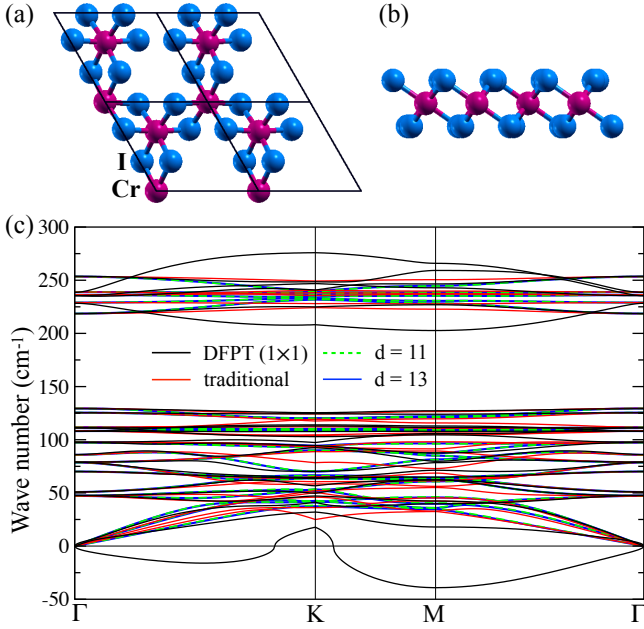 (a)
(b)
I
Cr
(c)
300
250
200
150
100
50
0
-50
Wave number (cm-1)
DFPT (1×1)
d = 11
traditional
d = 13
Γ
K
M
Γ